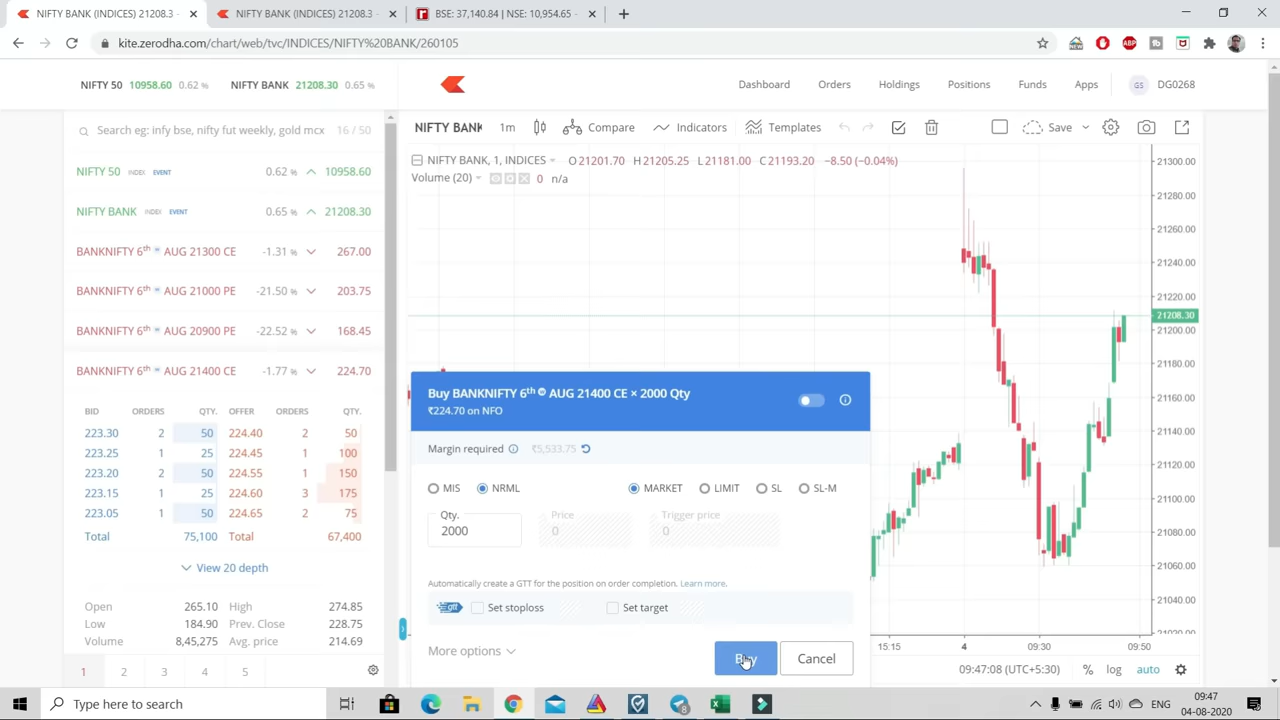 NIFTY BANK (INDICES) 21208.3 -
NIFTY BANK (INDICES) 21208.3 -
BSE: 37,140.84 | NSE: 10,954.65 -
kite.zerodha.com/chart/web/tvc/INDICES/NIFTY%20BANK/260105
NIFTY 50 10958.60 0.62 % NIFTY BANK 21208.30 0.65 %
Dashboard Orders Holdings Positions Funds Apps GS DG0268
Search eg: infy bse, nifty fut weekly, gold mcx 16 / 50
NIFTY BANK 1m Compare Indicators Templates Save
NIFTY BANK, 1, INDICES O21201.70 H21205.25 L21181.00 C21193.20 −8.50 (−0.04%)
Volume (20) 0 n/a
NIFTY 50 INDEX EVENT 0.62 % 10958.60
NIFTY BANK INDEX EVENT 0.65 % 21208.30
BANKNIFTY 6th AUG 21300 CE -1.31 % 267.00
BANKNIFTY 6th AUG 21000 PE -21.50 % 203.75
BANKNIFTY 6th AUG 20900 PE -22.52 % 168.45
BANKNIFTY 6th AUG 21400 CE -1.77 % 224.70
BID ORDERS QTY. OFFER ORDERS QTY.
223.30 2 50 224.40 2 50
223.25 1 25 224.45 1 100
223.20 2 50 224.55 1 150
223.15 1 25 224.60 3 175
223.05 1 50 224.65 2 75
Total 75,100 Total 67,400
View 20 depth
Open 265.10 High 274.85
Low 184.90 Prev. Close 228.75
Volume 8,45,275 Avg. price 214.69
1 2 3 4 5
21300.00
21280.00
21260.00
21240.00
21220.00
21208.30
21200.00
21180.00
21160.00
21140.00
21120.00
21100.00
21080.00
21060.00
21040.00
21020.00
Buy BANKNIFTY 6th AUG 21400 CE × 2000 Qty
₹224.70 on NFO
Margin required ₹5,533.75
MIS NRML MARKET LIMIT SL SL-M
Qty. Price Trigger price
2000 0 0
Automatically create a GTT for the position on order completion. Learn more.
gtt Set stoploss Set target
More options Buy Cancel
15:15 4 09:30 09:50
09:47:08 (UTC+5:30) % log auto
Type here to search
ENG
09:47
04-08-2020